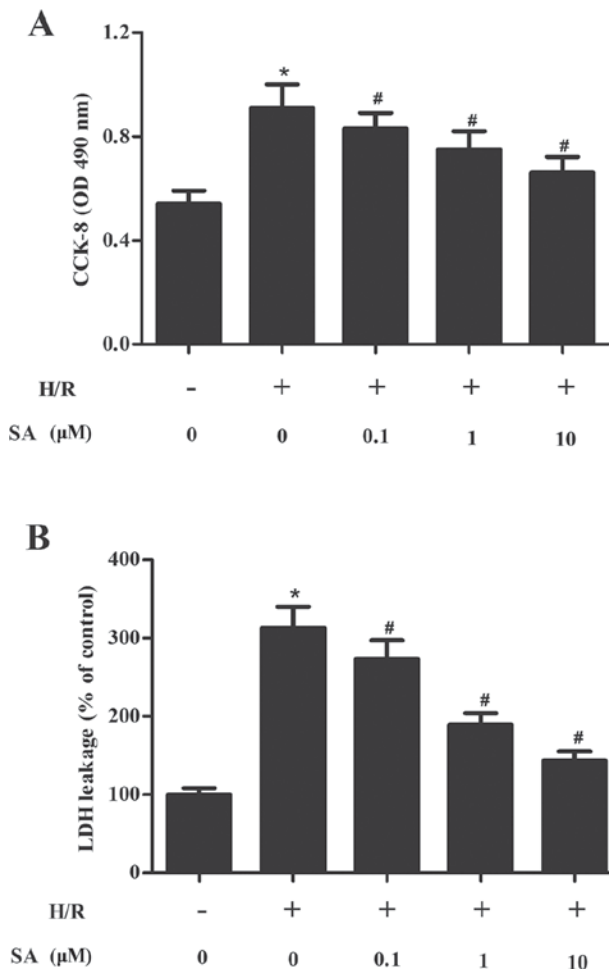 A
CCK-8 (OD 490 nm)
1.2
0.8
0.4
0.0
*
#
#
#
H/R - + + + +
SA (μM) 0 0 0.1 1 10
B
LDH leakage (% of control)
400
300
200
100
0
*
#
#
#
H/R - + + + +
SA (μM) 0 0 0.1 1 10